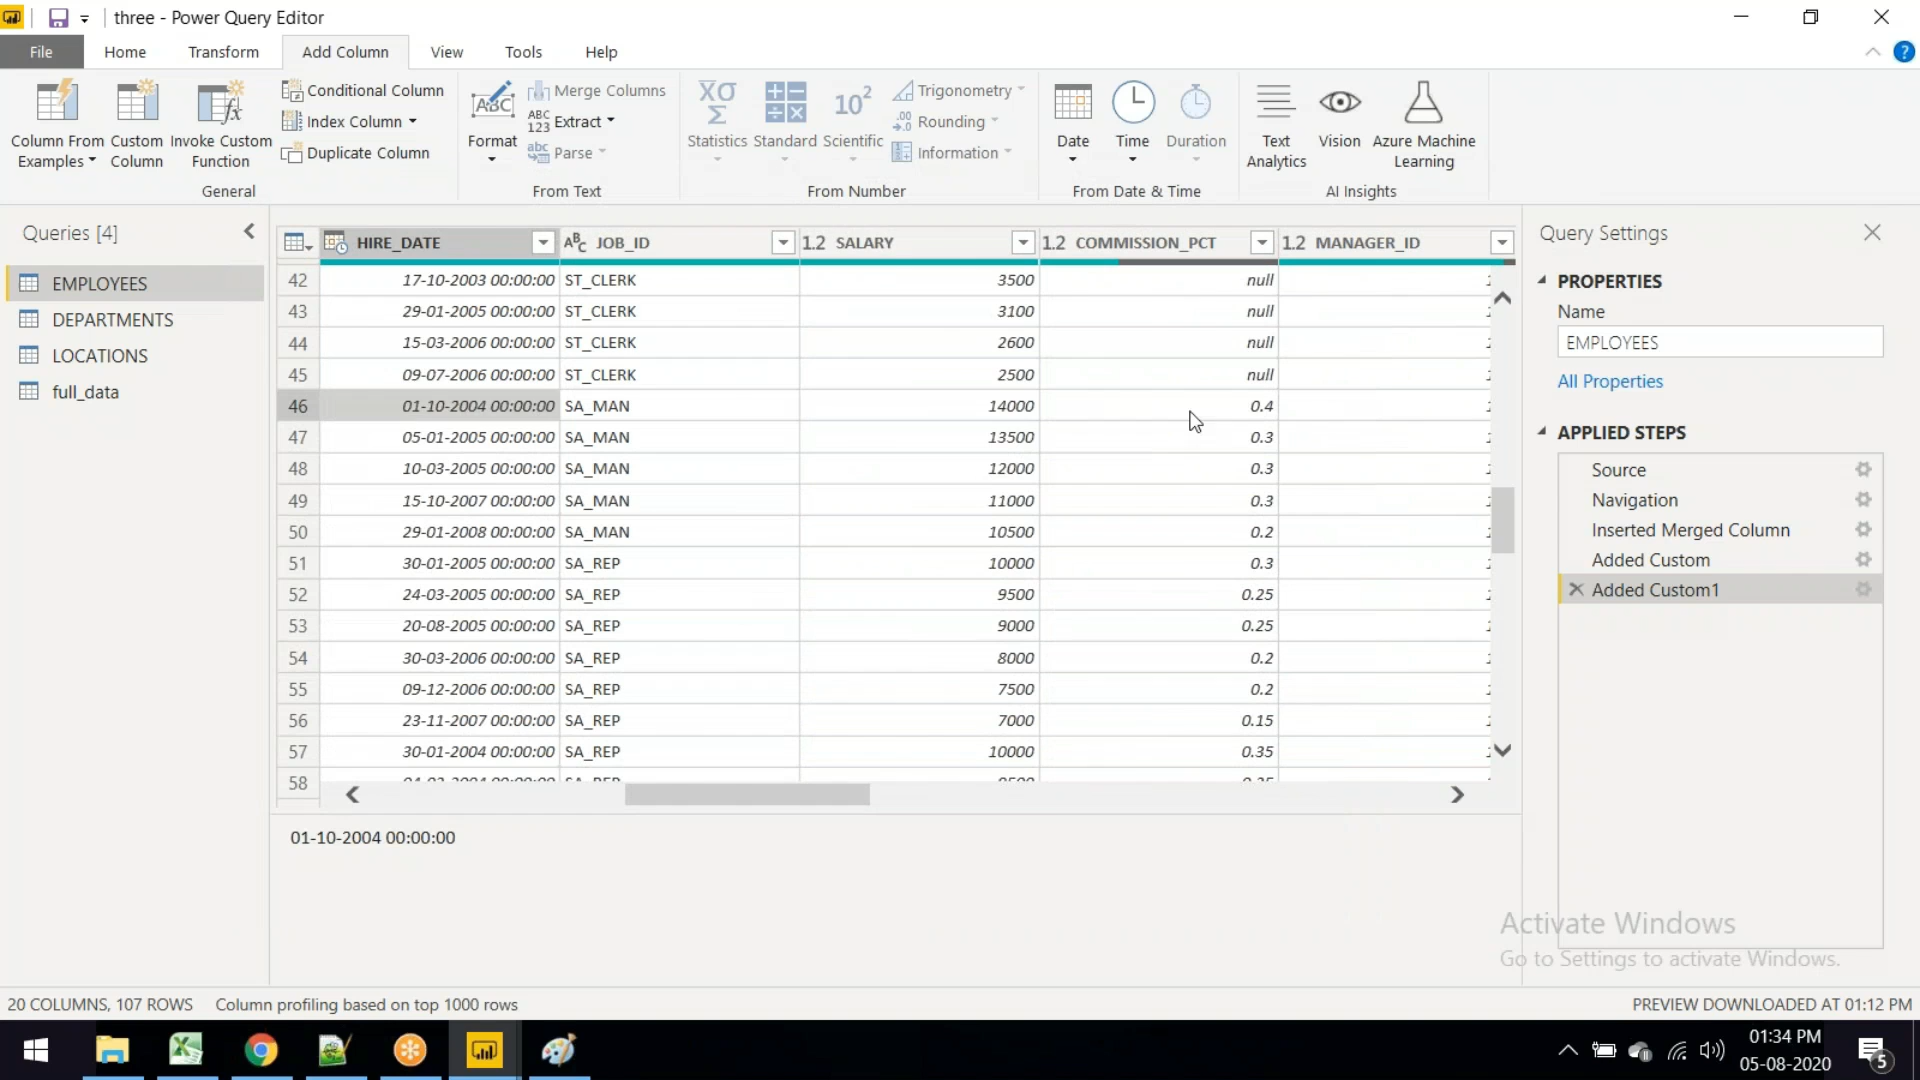 three - Power Query Editor
File Home Transform Add Column View Tools Help
Column From Examples
Custom Column
Invoke Custom Function
Conditional Column
Index Column
Duplicate Column
General
Format
Merge Columns
Extract
Parse
From Text
Statistics
Standard
Scientific
Trigonometry
Rounding
Information
From Number
Date
Time
Duration
From Date & Time
Text Analytics
Vision
Azure Machine Learning
AI Insights
Queries [4]
EMPLOYEES
DEPARTMENTS
LOCATIONS
full_data
HIRE_DATE ABC JOB_ID 1.2 SALARY 1.2 COMMISSION_PCT 1.2 MANAGER_ID
42 17-10-2003 00:00:00 ST_CLERK 3500 null
43 29-01-2005 00:00:00 ST_CLERK 3100 null
44 15-03-2006 00:00:00 ST_CLERK 2600 null
45 09-07-2006 00:00:00 ST_CLERK 2500 null
46 01-10-2004 00:00:00 SA_MAN 14000 0.4
47 05-01-2005 00:00:00 SA_MAN 13500 0.3
48 10-03-2005 00:00:00 SA_MAN 12000 0.3
49 15-10-2007 00:00:00 SA_MAN 11000 0.3
50 29-01-2008 00:00:00 SA_MAN 10500 0.2
51 30-01-2005 00:00:00 SA_REP 10000 0.3
52 24-03-2005 00:00:00 SA_REP 9500 0.25
53 20-08-2005 00:00:00 SA_REP 9000 0.25
54 30-03-2006 00:00:00 SA_REP 8000 0.2
55 09-12-2006 00:00:00 SA_REP 7500 0.2
56 23-11-2007 00:00:00 SA_REP 7000 0.15
57 30-01-2004 00:00:00 SA_REP 10000 0.35
58
01-10-2004 00:00:00
Query Settings
PROPERTIES
Name
EMPLOYEES
All Properties
APPLIED STEPS
Source
Navigation
Inserted Merged Column
Added Custom
Added Custom1
Activate Windows
Go to Settings to activate Windows.
20 COLUMNS, 107 ROWS Column profiling based on top 1000 rows
PREVIEW DOWNLOADED AT 01:12 PM
01:34 PM
05-08-2020
5